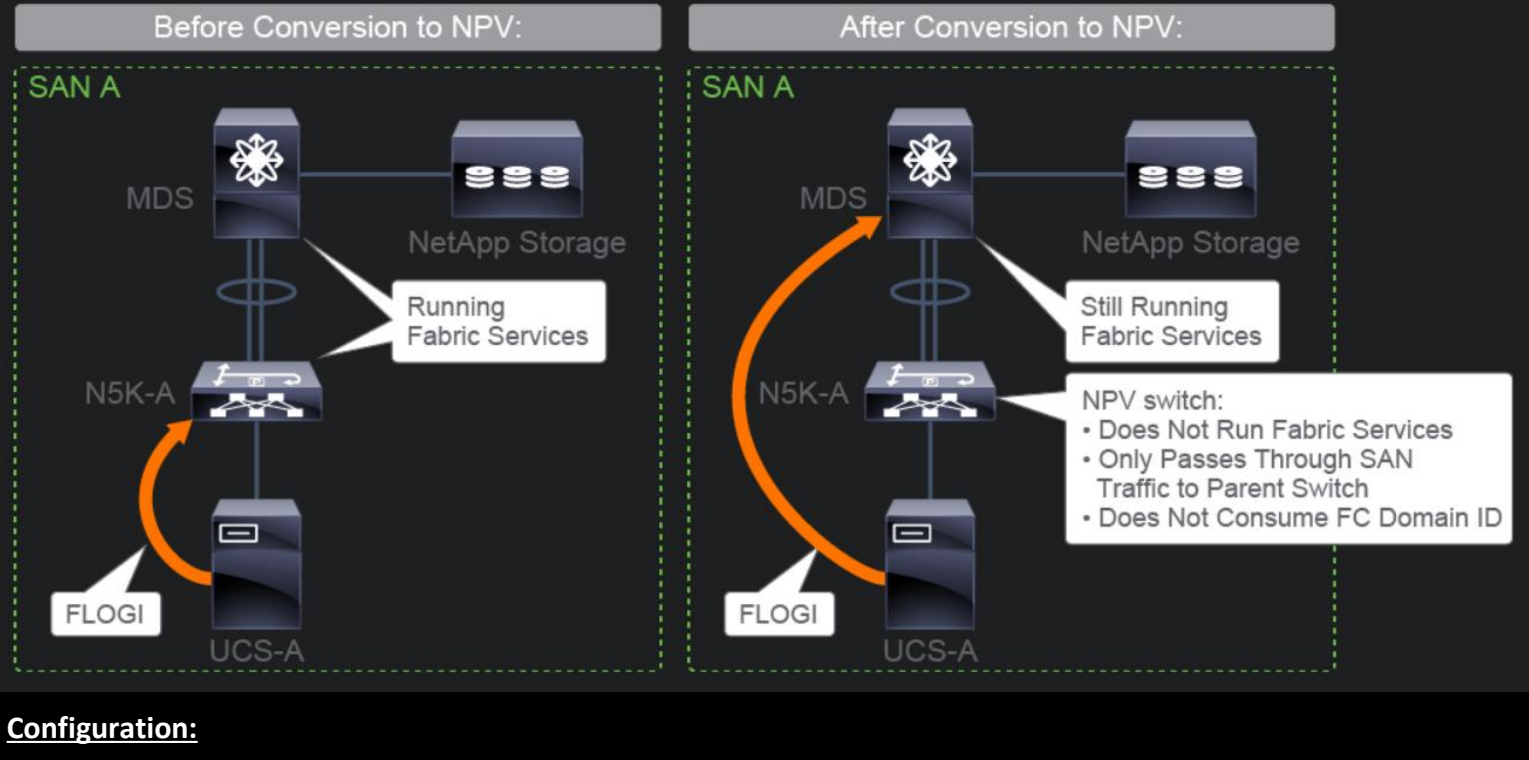 Before Conversion to NPV:
SAN A
MDS
NetApp Storage
Running
Fabric Services
N5K-A
FLOGI
UCS-A
After Conversion to NPV:
SAN A
MDS
NetApp Storage
Still Running
Fabric Services
N5K-A
NPV switch:
• Does Not Run Fabric Services
• Only Passes Through SAN
Traffic to Parent Switch
• Does Not Consume FC Domain ID
FLOGI
UCS-A
Configuration: